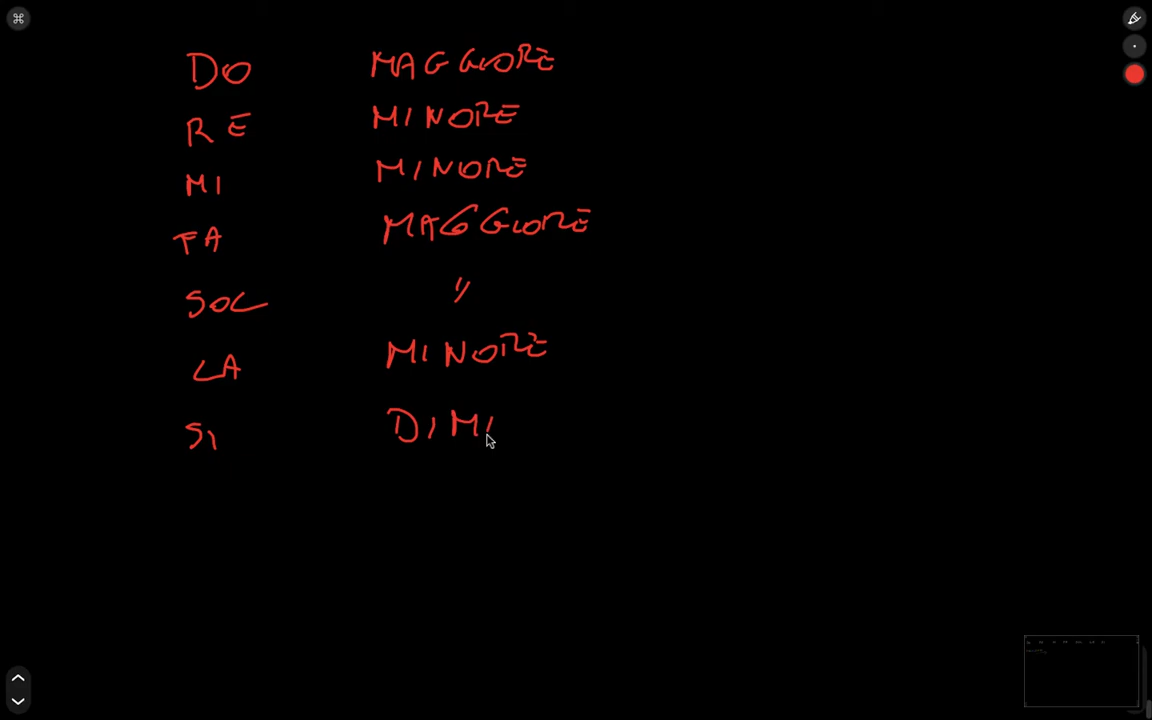 DO MAGGIORE
RE MINORE
MI MINORE
FA MAGGIORE
SOL "
LA MINORE
SI DIMI